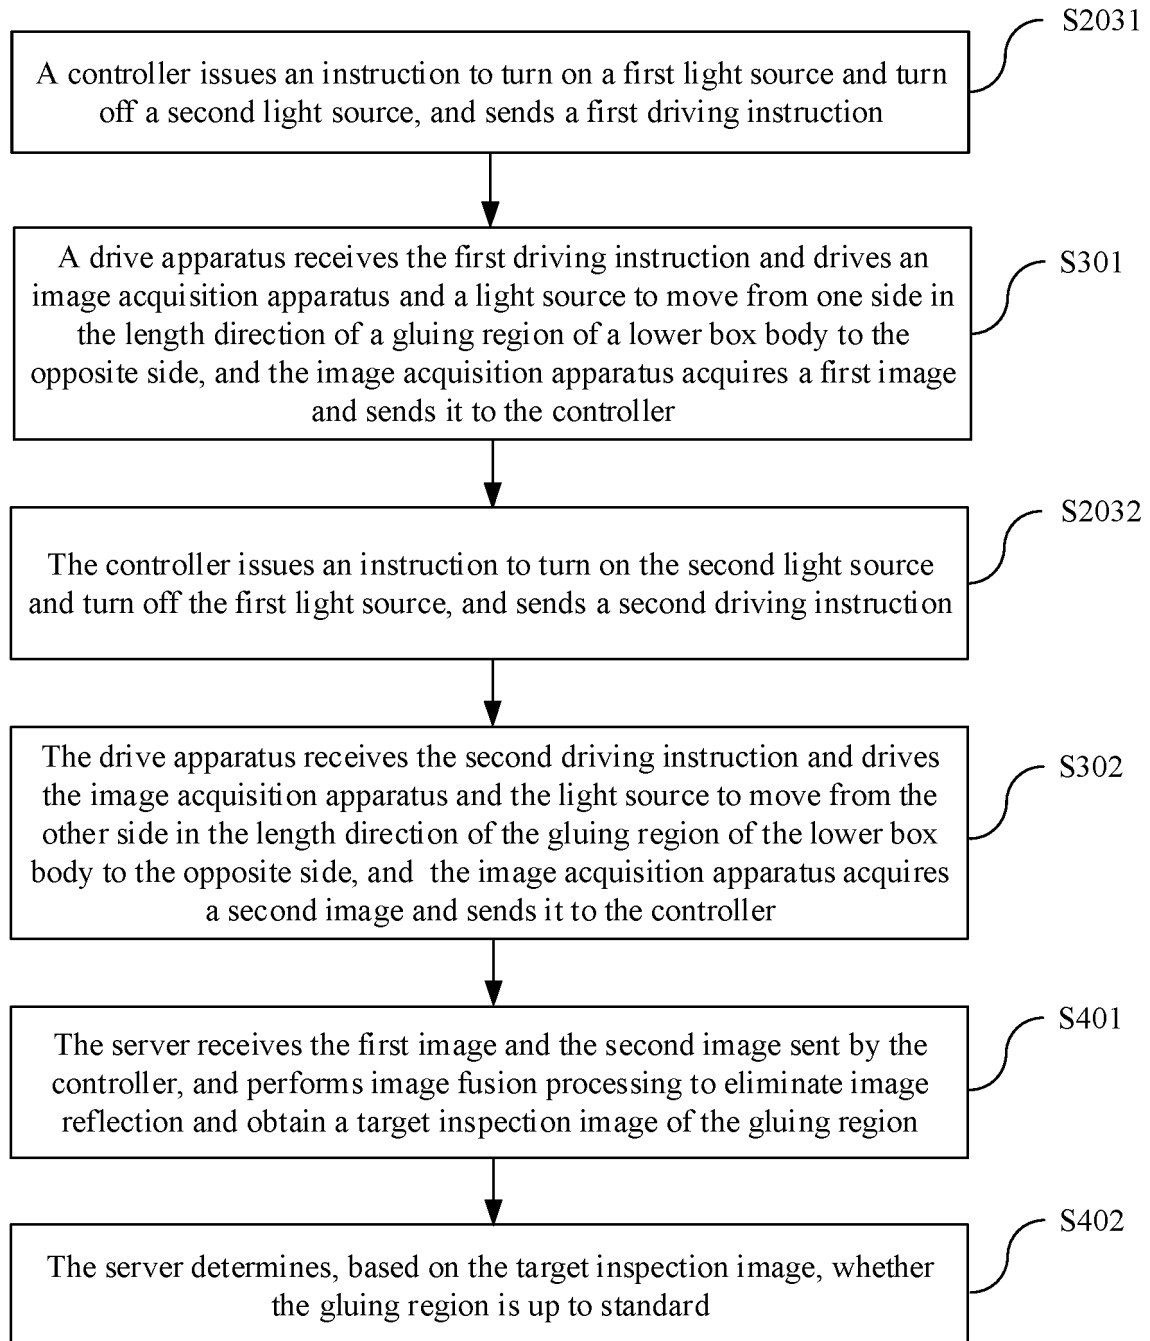 S2031
A controller issues an instruction to turn on a first light source and turn
off a second light source, and sends a first driving instruction
S301
A drive apparatus receives the first driving instruction and drives an
image acquisition apparatus and a light source to move from one side in
the length direction of a gluing region of a lower box body to the
opposite side, and the image acquisition apparatus acquires a first image
and sends it to the controller
S2032
The controller issues an instruction to turn on the second light source
and turn off the first light source, and sends a second driving instruction
S302
The drive apparatus receives the second driving instruction and drives
the image acquisition apparatus and the light source to move from the
other side in the length direction of the gluing region of the lower box
body to the opposite side, and the image acquisition apparatus acquires
a second image and sends it to the controller
S401
The server receives the first image and the second image sent by the
controller, and performs image fusion processing to eliminate image
reflection and obtain a target inspection image of the gluing region
S402
The server determines, based on the target inspection image, whether
the gluing region is up to standard